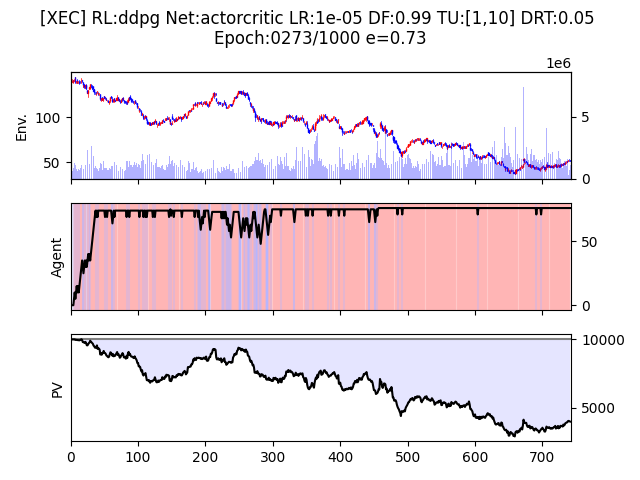 [XEC] RL:ddpg Net:actorcritic LR:1e-05 DF:0.99 TU:[1,10] DRT:0.05
Epoch:0273/1000 e=0.73
1e6
Env.
100
50
5
0
Agent
50
0
PV
10000
5000
0 100 200 300 400 500 600 700